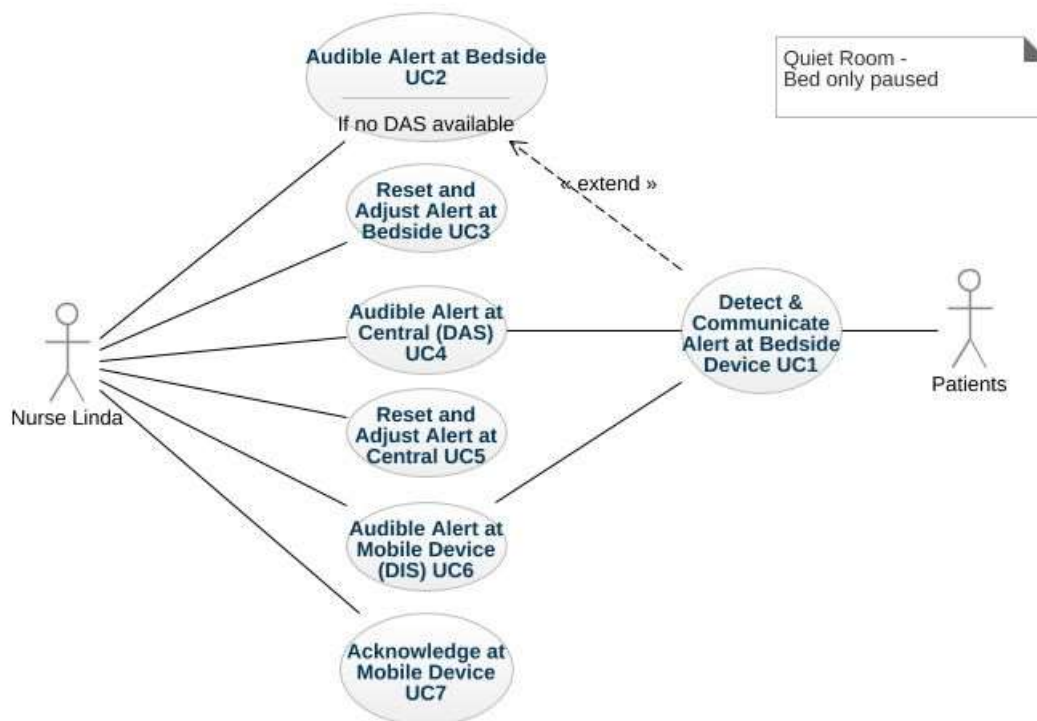 Audible Alert at Bedside
UC2
If no DAS available
Quiet Room -
Bed only paused
« extend »
Reset and
Adjust Alert at
Bedside UC3
Audible Alert at
Central (DAS)
UC4
Detect &
Communicate
Alert at Bedside
Device UC1
Patients
Nurse Linda
Reset and
Adjust Alert at
Central UC5
Audible Alert at
Mobile Device
(DIS) UC6
Acknowledge at
Mobile Device
UC7